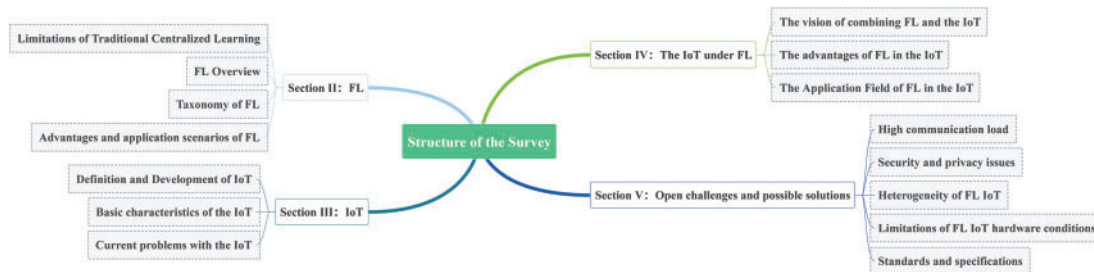 Structure of the Survey
Section II：FL
Limitations of Traditional Centralized Learning
FL Overview
Taxonomy of FL
Advantages and application scenarios of FL
Section III：IoT
Definition and Development of IoT
Basic characteristics of the IoT
Current problems with the IoT
Section IV：The IoT under FL
The vision of combining FL and the IoT
The advantages of FL in the IoT
The Application Field of FL in the IoT
Section V：Open challenges and possible solutions
High communication load
Security and privacy issues
Heterogeneity of FL IoT
Limitations of FL IoT hardware conditions
Standards and specifications